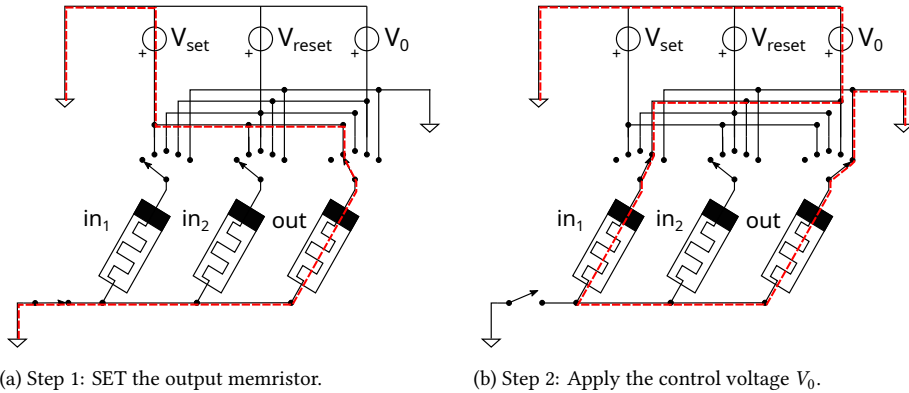 V_set V_reset V_0
+ + +
in_1 in_2 out
(a) Step 1: SET the output memristor.
V_set V_reset V_0
+ + +
in_1 in_2 out
(b) Step 2: Apply the control voltage V_0.